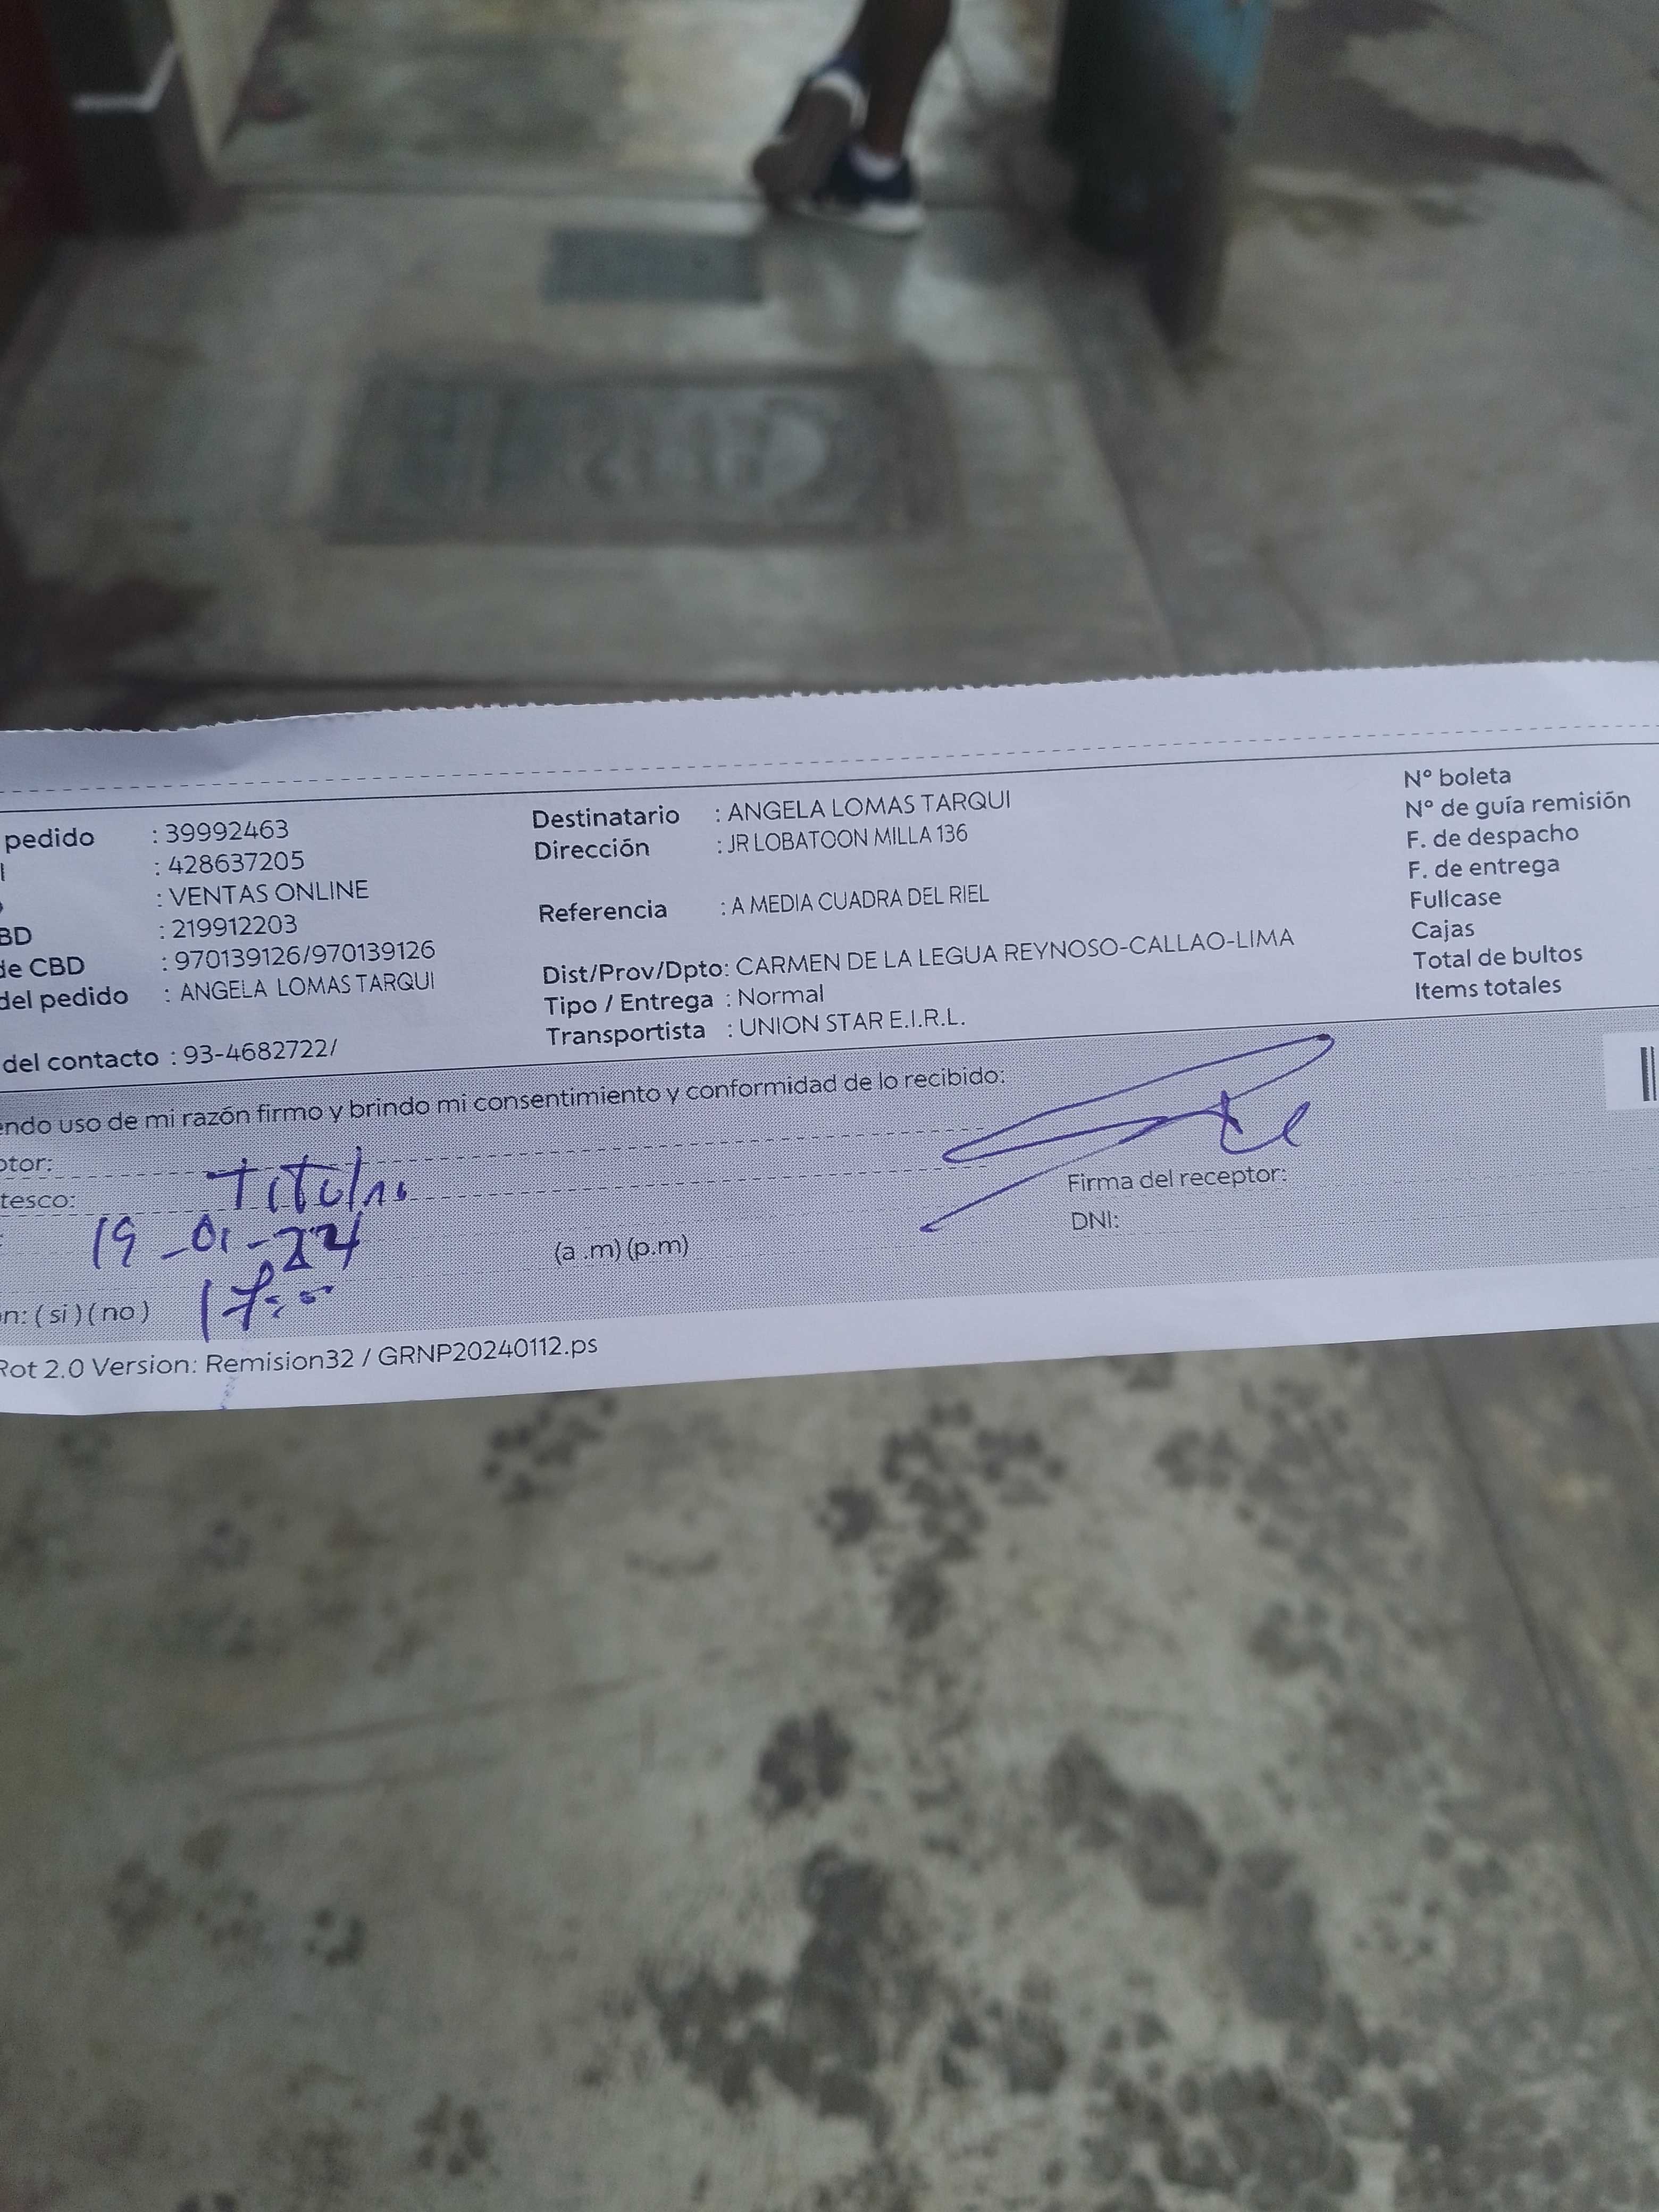 pedido : 39992463
l : 428637205
: VENTAS ONLINE
BD : 219912203
de CBD : 970139126/970139126
del pedido : ANGELA LOMAS TARQUI
del contacto : 93-4682722/
Destinatario : ANGELA LOMAS TARQUI
Dirección : JR LOBATOON MILLA 136
Referencia : A MEDIA CUADRA DEL RIEL
Dist/Prov/Dpto: CARMEN DE LA LEGUA REYNOSO-CALLAO-LIMA
Tipo / Entrega : Normal
Transportista : UNION STAR E.I.R.L.
N° boleta
N° de guía remisión
F. de despacho
F. de entrega
Fullcase
Cajas
Total de bultos
Items totales
endo uso de mi razón firmo y brindo mi consentimiento y conformidad de lo recibido:
ptor:
tesco: Titular
19-01-24
(a .m) (p.m)
n: ( si ) ( no ) 17:00
Firma del receptor:
DNI:
Rot 2.0 Version: Remision32 / GRNP20240112.ps